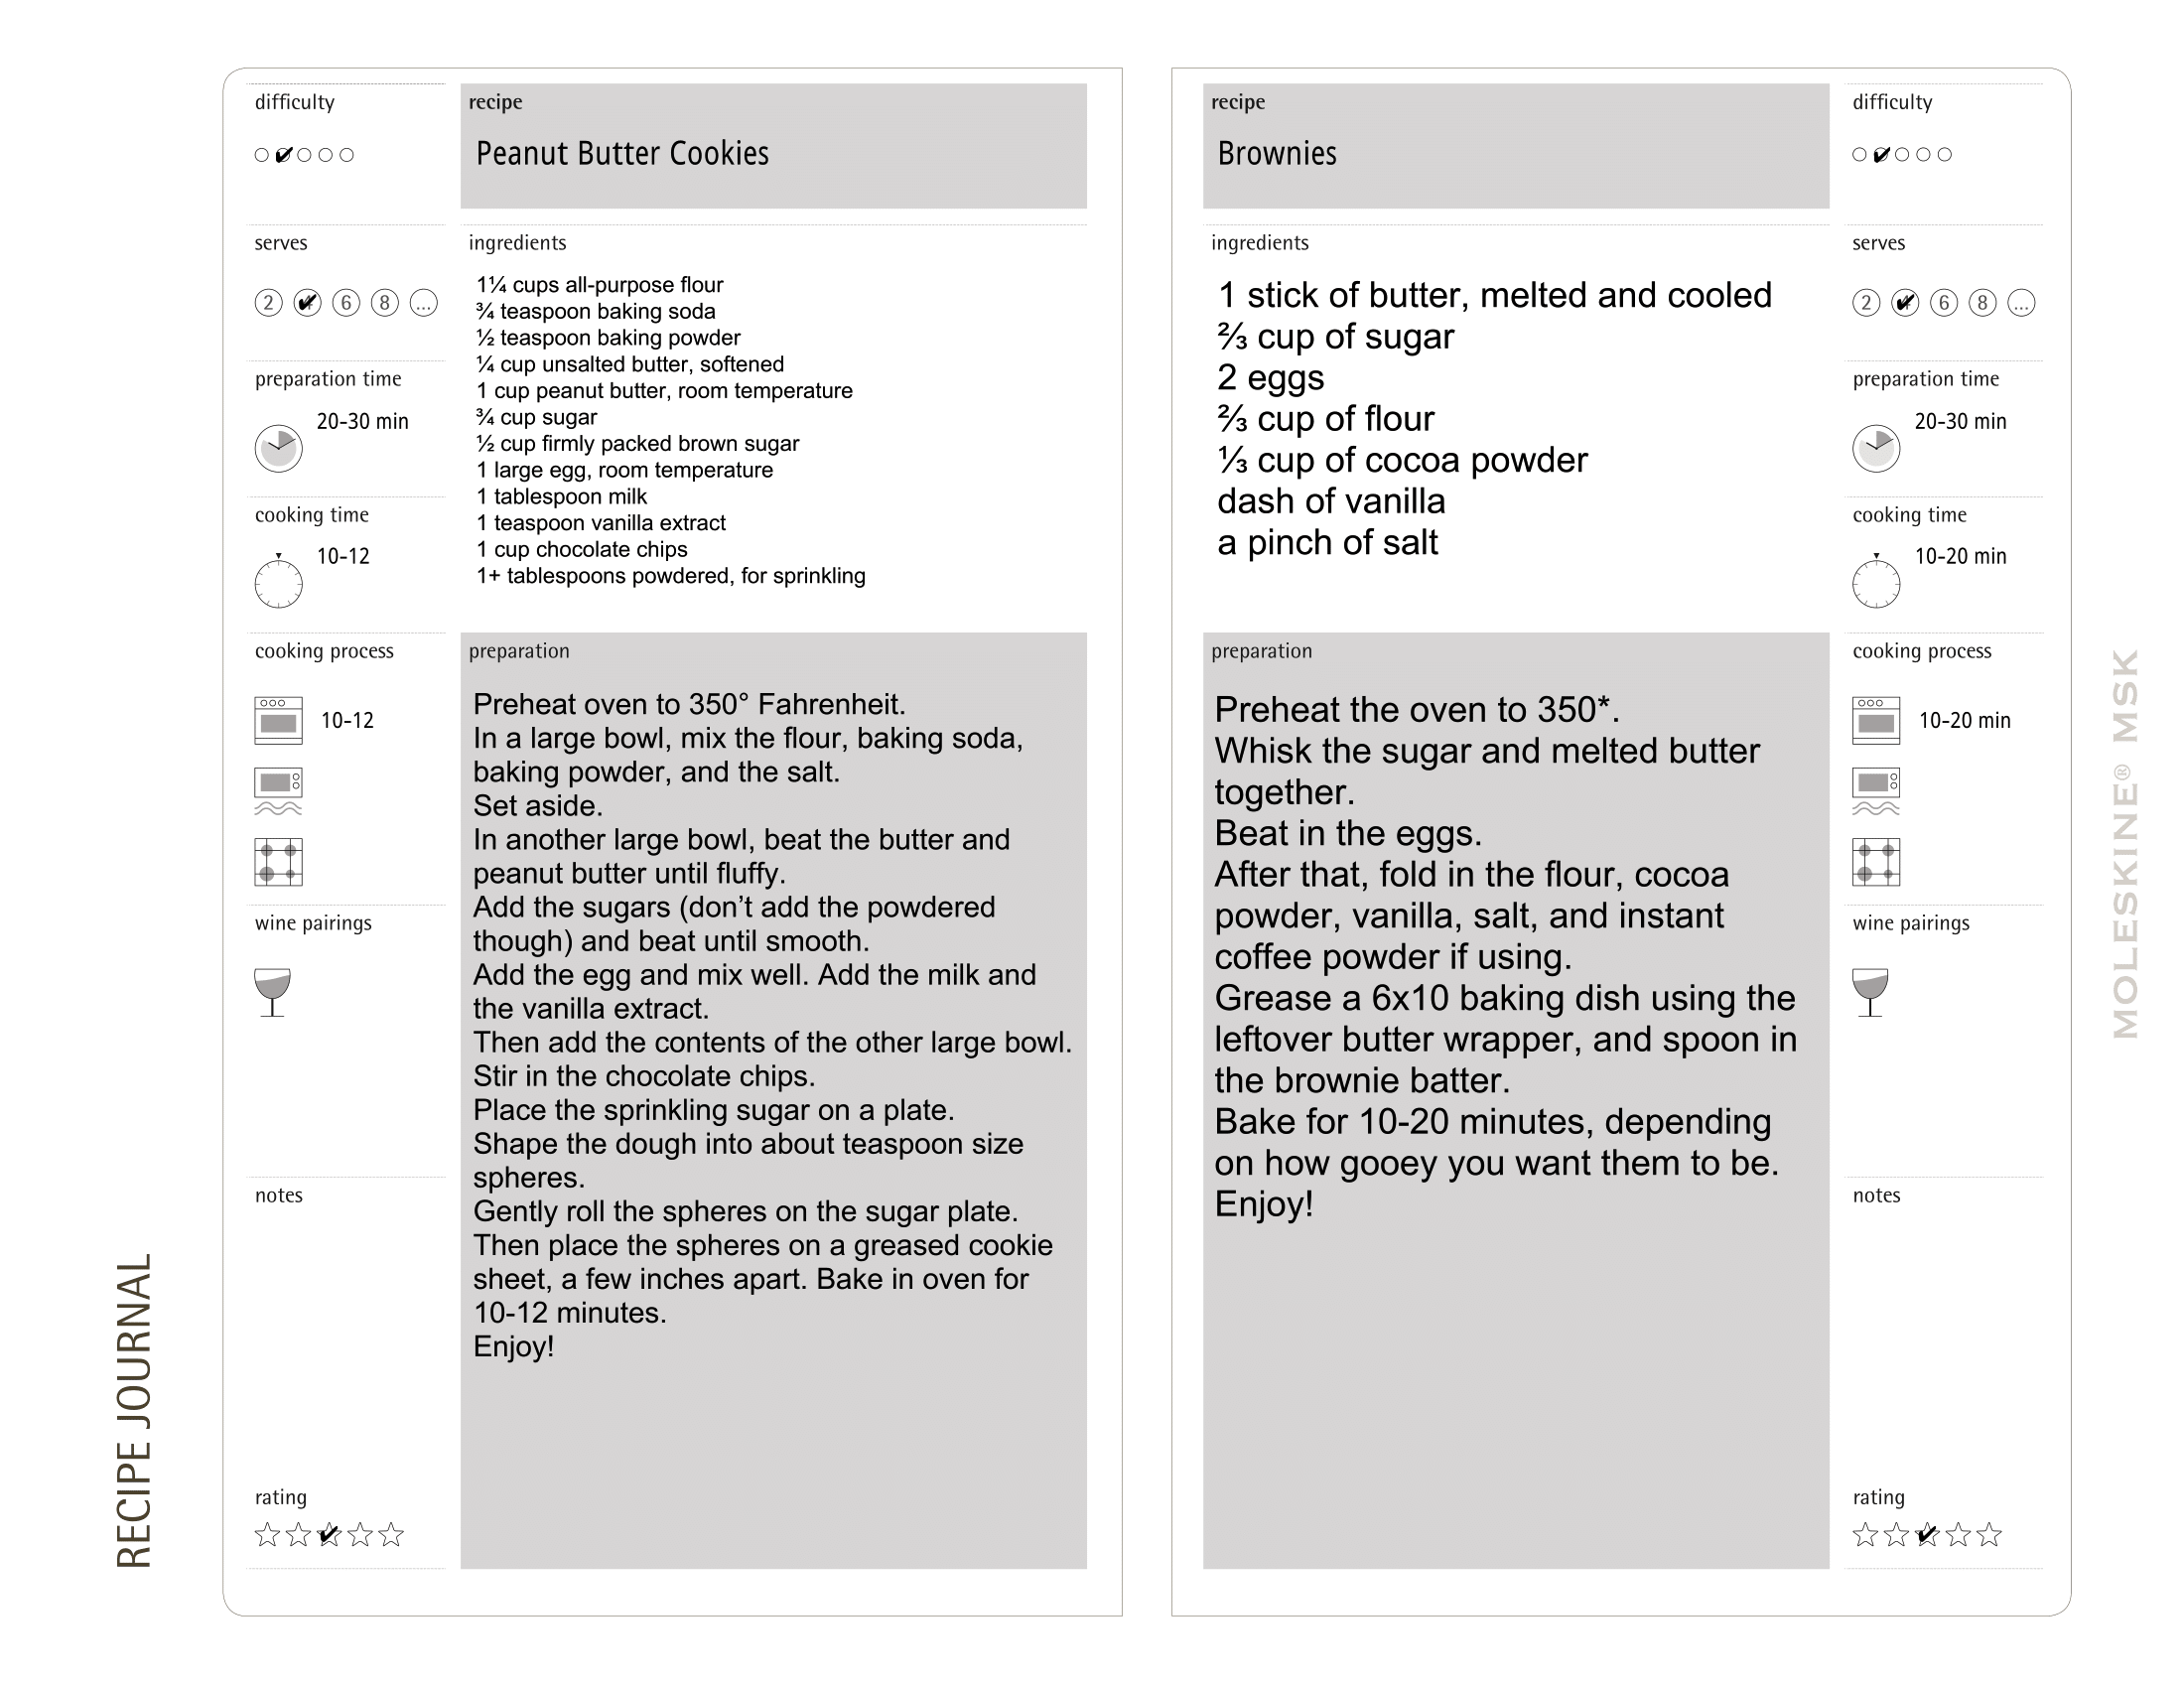 difficulty
recipe
Peanut Butter Cookies
serves
2 6 8 ...
preparation time
20-30 min
cooking time
10-12
cooking process
10-12
wine pairings
notes
rating
ingredients
1¼ cups all-purpose flour
¾ teaspoon baking soda
½ teaspoon baking powder
¼ cup unsalted butter, softened
1 cup peanut butter, room temperature
¾ cup sugar
½ cup firmly packed brown sugar
1 large egg, room temperature
1 tablespoon milk
1 teaspoon vanilla extract
1 cup chocolate chips
1+ tablespoons powdered, for sprinkling
preparation
Preheat oven to 350° Fahrenheit.
In a large bowl, mix the flour, baking soda,
baking powder, and the salt.
Set aside.
In another large bowl, beat the butter and
peanut butter until fluffy.
Add the sugars (don’t add the powdered
though) and beat until smooth.
Add the egg and mix well. Add the milk and
the vanilla extract.
Then add the contents of the other large bowl.
Stir in the chocolate chips.
Place the sprinkling sugar on a plate.
Shape the dough into about teaspoon size
spheres.
Gently roll the spheres on the sugar plate.
Then place the spheres on a greased cookie
sheet, a few inches apart. Bake in oven for
10-12 minutes.
Enjoy!
recipe
Brownies
ingredients
1 stick of butter, melted and cooled
⅔ cup of sugar
2 eggs
⅔ cup of flour
⅓ cup of cocoa powder
dash of vanilla
a pinch of salt
preparation
Preheat the oven to 350*.
Whisk the sugar and melted butter
together.
Beat in the eggs.
After that, fold in the flour, cocoa
powder, vanilla, salt, and instant
coffee powder if using.
Grease a 6x10 baking dish using the
leftover butter wrapper, and spoon in
the brownie batter.
Bake for 10-20 minutes, depending
on how gooey you want them to be.
Enjoy!
difficulty
serves
2 6 8 ...
preparation time
20-30 min
cooking time
10-20 min
cooking process
10-20 min
wine pairings
notes
rating
RECIPE JOURNAL
MOLESKINE® MSK